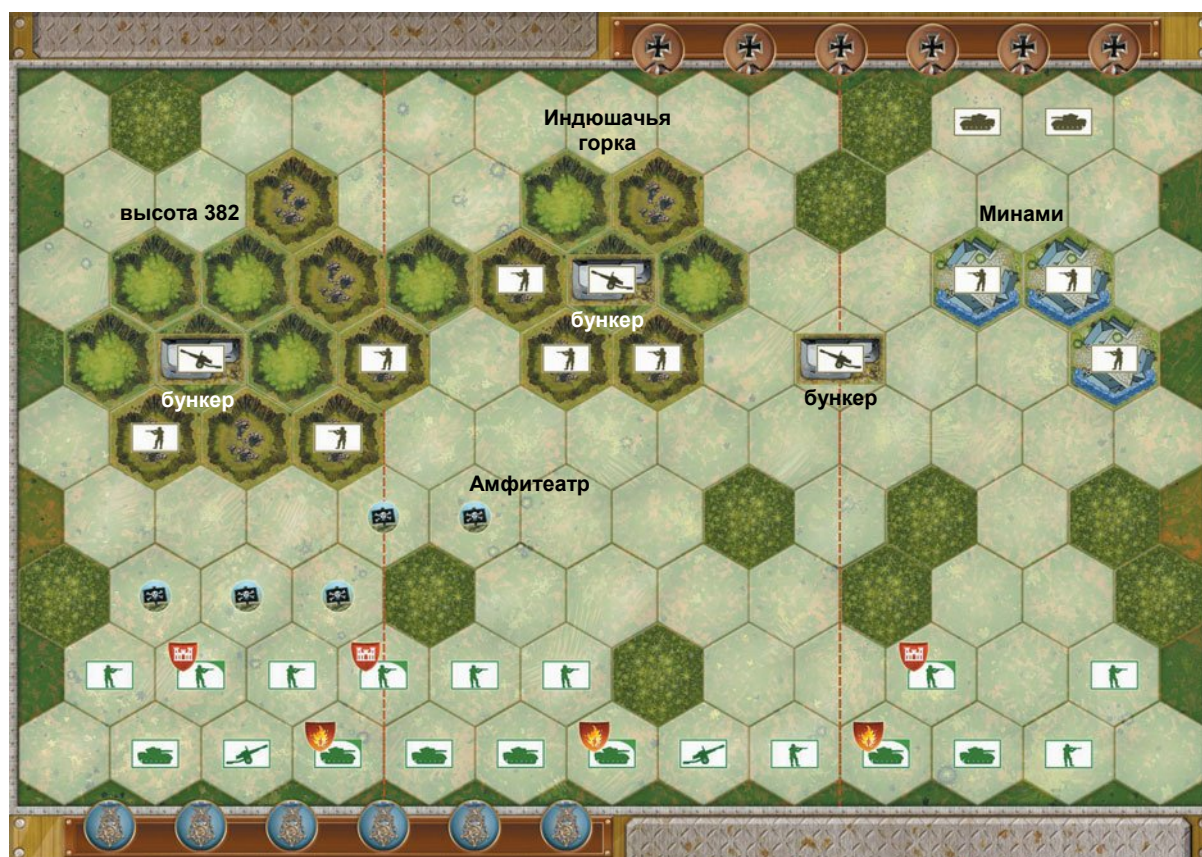 Индюшачья
горка
высота 382
Минами
бункер
бункер
бункер
Амфитеатр